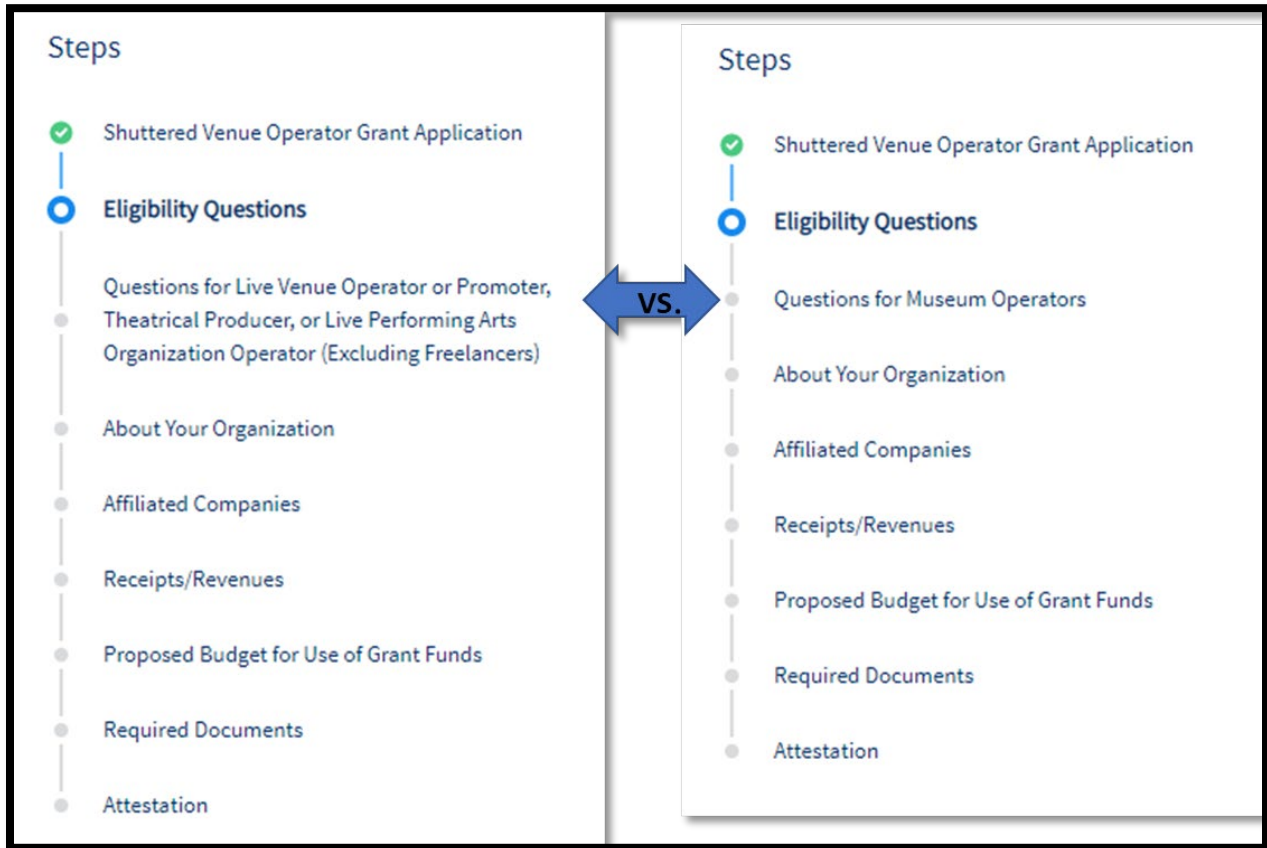 Steps
Shuttered Venue Operator Grant Application
Eligibility Questions
Questions for Live Venue Operator or Promoter,
Theatrical Producer, or Live Performing Arts
Organization Operator (Excluding Freelancers)
About Your Organization
Affiliated Companies
Receipts/Revenues
Proposed Budget for Use of Grant Funds
Required Documents
Attestation
VS.
Steps
Shuttered Venue Operator Grant Application
Eligibility Questions
Questions for Museum Operators
About Your Organization
Affiliated Companies
Receipts/Revenues
Proposed Budget for Use of Grant Funds
Required Documents
Attestation